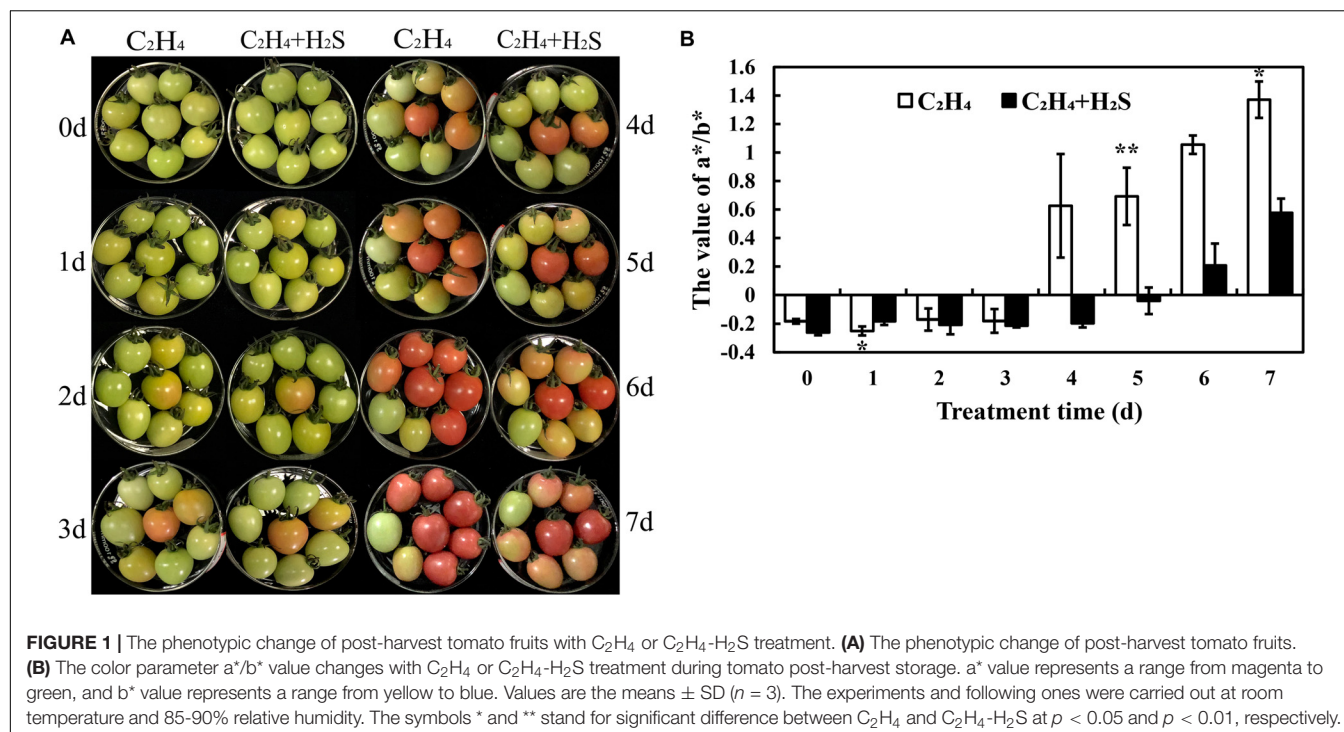 A
C₂H₄ C₂H₄+H₂S C₂H₄ C₂H₄+H₂S
0d 4d
1d 5d
2d 6d
3d 7d
B
The value of a*/b*
1.6
1.4
1.2
1
0.8
0.6
0.4
0.2
0
-0.2
-0.4
C₂H₄ C₂H₄+H₂S
*
**
*
0 1 2 3 4 5 6 7
Treatment time (d)
FIGURE 1 | The phenotypic change of post-harvest tomato fruits with C₂H₄ or C₂H₄-H₂S treatment. (A) The phenotypic change of post-harvest tomato fruits.
(B) The color parameter a*/b* value changes with C₂H₄ or C₂H₄-H₂S treatment during tomato post-harvest storage. a* value represents a range from magenta to
green, and b* value represents a range from yellow to blue. Values are the means ± SD (n = 3). The experiments and following ones were carried out at room
temperature and 85-90% relative humidity. The symbols * and ** stand for significant difference between C₂H₄ and C₂H₄-H₂S at p < 0.05 and p < 0.01, respectively.